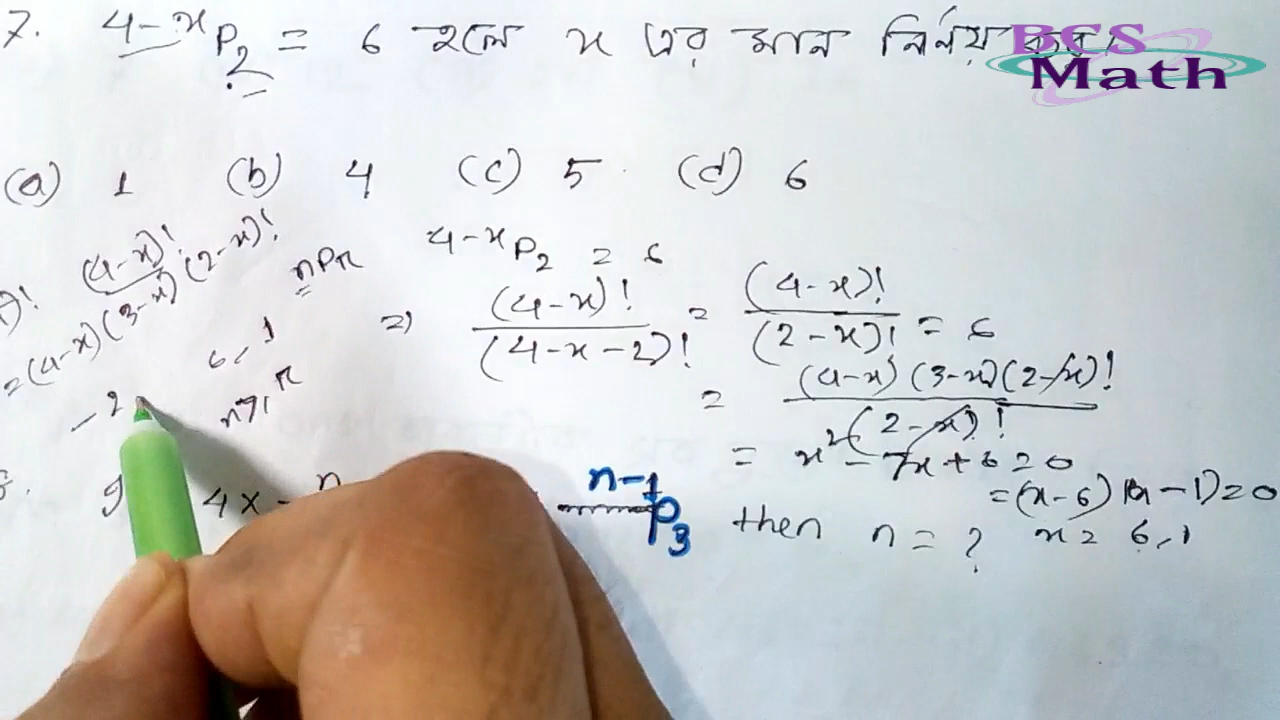 7. 4-xP2 = 6 হলে x এর মান নির্ণয় কর।
BCS
Math
(a) 1 (b) 4 (c) 5 (d) 6
(4-x)!
= (4-x)(3-x)(2-x)!
nPr
6, 1
n>r
-2
4-xP2 = 6
=> (4-x)! / (4-x-2)! = (4-x)! / (2-x)! = 6
= (4-x)(3-x)(2-x)! / (2-x)!
= x² - 7x + 6 = 0
= (x-6)(x-1) = 0
x = 6, 1
4x n-1P3 then n = ?